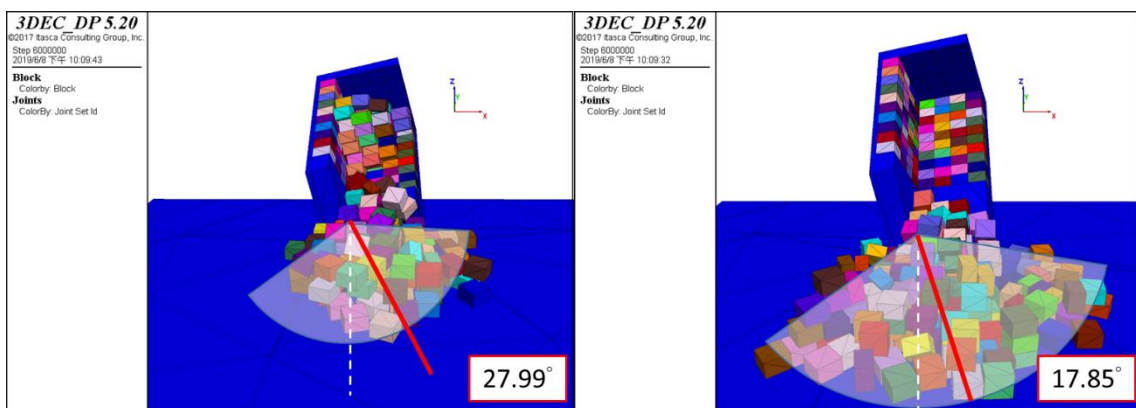 3DEC_DP 5.20
©2017 Itasca Consulting Group, Inc.
Step 6000000
2019/6/8 下午 10:09:43
Block
Colorby: Block
Joints
ColorBy: Joint Set Id
Z
Y
X
27.99°
3DEC_DP 5.20
©2017 Itasca Consulting Group, Inc.
Step 6000000
2019/6/8 下午 10:09:32
Block
Colorby: Block
Joints
ColorBy: Joint Set Id
Z
Y
X
17.85°